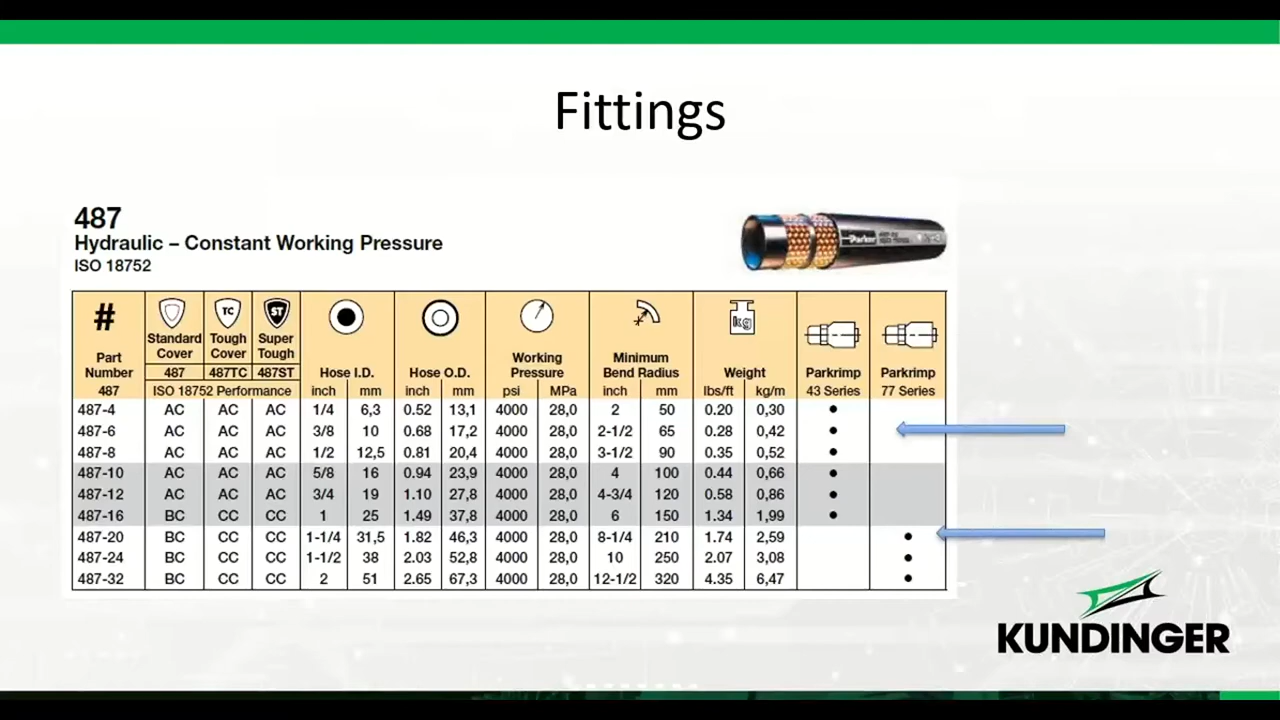 Fittings
487
Hydraulic – Constant Working Pressure
ISO 18752
Parker
# Part Number 487
Standard Cover 487
TC Tough Cover 487TC
ST Super Tough 487ST
ISO 18752 Performance
Hose I.D. inch mm
Hose O.D. inch mm
Working Pressure psi MPa
Minimum Bend Radius inch mm
kg Weight lbs/ft kg/m
Parkrimp 43 Series
Parkrimp 77 Series
487-4 AC AC AC 1/4 6,3 0.52 13,1 4000 28,0 2 50 0.20 0,30 •
487-6 AC AC AC 3/8 10 0.68 17,2 4000 28,0 2-1/2 65 0.28 0,42 •
487-8 AC AC AC 1/2 12,5 0.81 20,4 4000 28,0 3-1/2 90 0.35 0,52 •
487-10 AC AC AC 5/8 16 0.94 23,9 4000 28,0 4 100 0.44 0,66 •
487-12 AC AC AC 3/4 19 1.10 27,8 4000 28,0 4-3/4 120 0.58 0,86 •
487-16 BC CC CC 1 25 1.49 37,8 4000 28,0 6 150 1.34 1,99 •
487-20 BC CC CC 1-1/4 31,5 1.82 46,3 4000 28,0 8-1/4 210 1.74 2,59 •
487-24 BC CC CC 1-1/2 38 2.03 52,8 4000 28,0 10 250 2.07 3,08 •
487-32 BC CC CC 2 51 2.65 67,3 4000 28,0 12-1/2 320 4.35 6,47 •
KUNDINGER